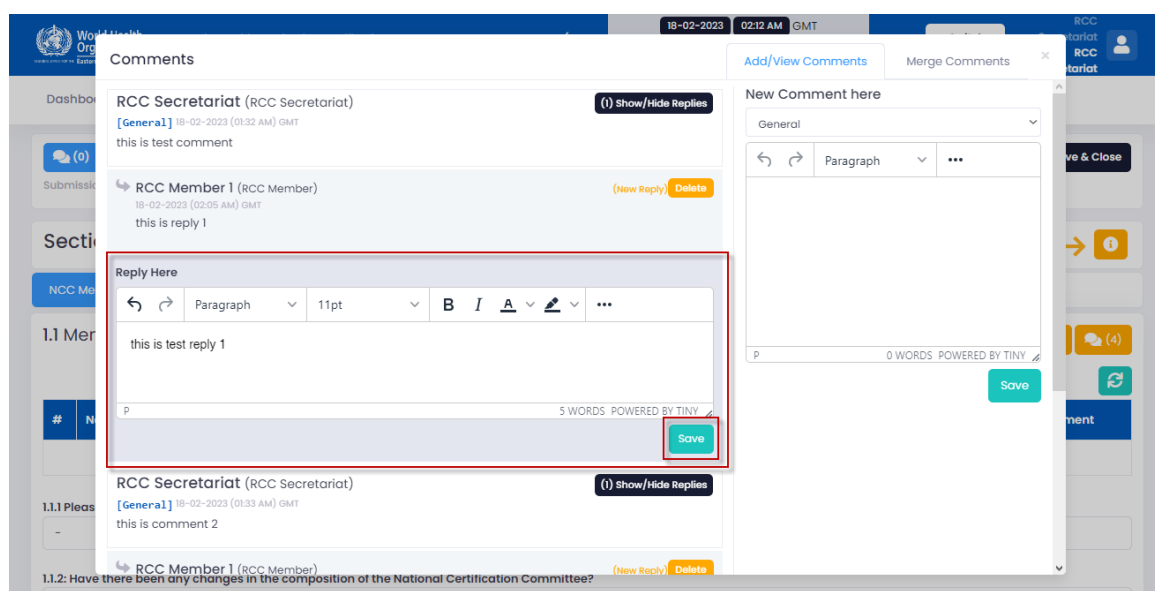 18-02-2023 02:12 AM GMT
RCC
RCC
Comments
Add/View Comments Merge Comments ×
Dashbo
RCC Secretariat (RCC Secretariat) (1) Show/Hide Replies
[General] 18-02-2023 (01:32 AM) GMT
this is test comment
New Comment here
General
Paragraph
(0)
ve & Close
Submissi
RCC Member 1 (RCC Member) (New Reply) Delete
18-02-2023 (02:05 AM) GMT
this is reply 1
Secti
NCC Me
Reply Here
Paragraph 11pt B I A
this is test reply 1
P 5 WORDS POWERED BY TINY
Save
P 0 WORDS POWERED BY TINY
Save
1.1 Mer
(4)
# N
ment
RCC Secretariat (RCC Secretariat) (1) Show/Hide Replies
[General] 18-02-2023 (01:33 AM) GMT
this is comment 2
1.1.1 Pleas
-
RCC Member 1 (RCC Member) (New Reply) Delete
1.1.2: Have there been any changes in the composition of the National Certification Committee?